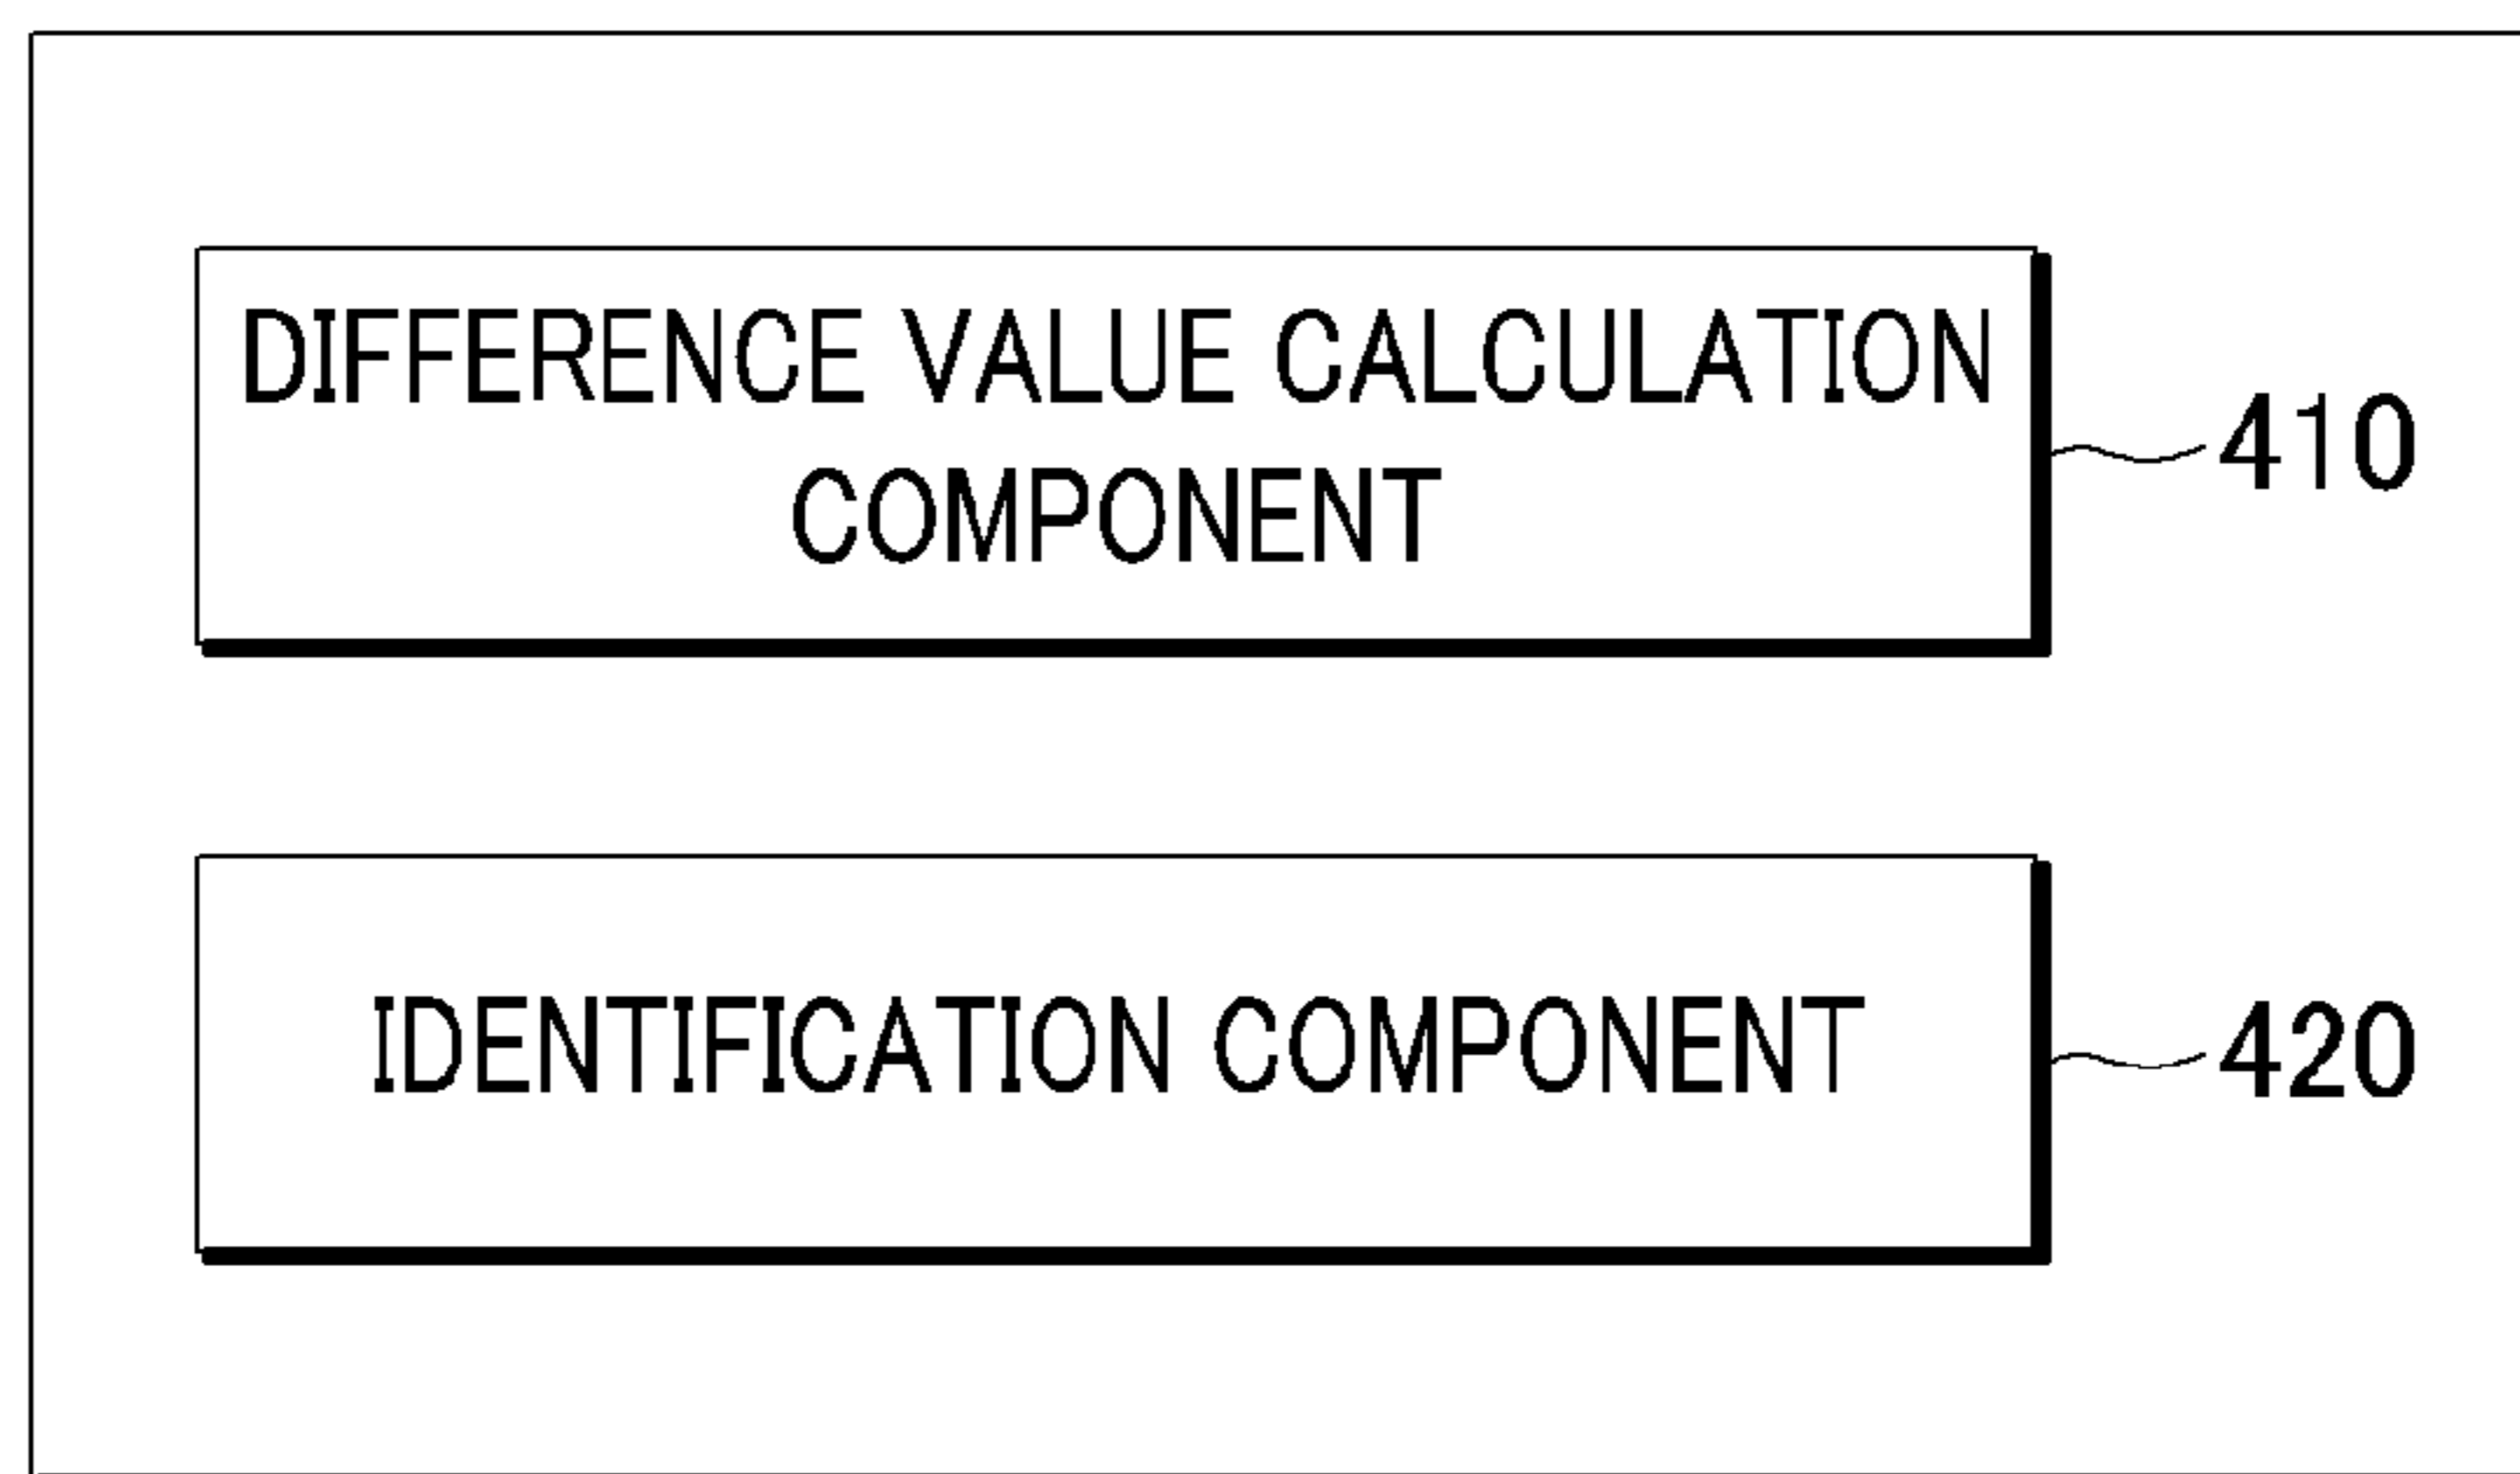 DIFFERENCE VALUE CALCULATION
COMPONENT
410
IDENTIFICATION COMPONENT
420